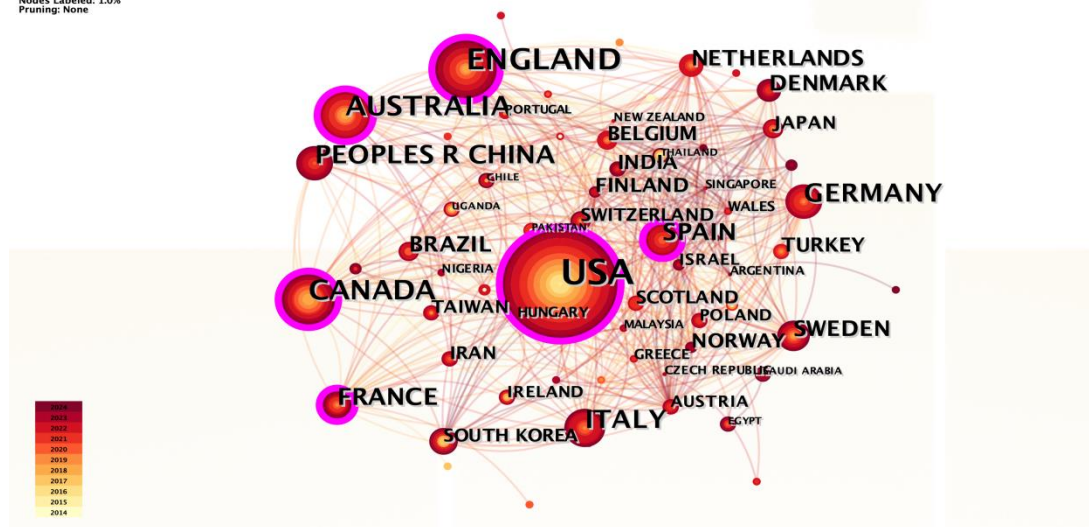 Nodes Labeled: 1.0%
Pruning: None
ENGLAND
NETHERLANDS
DENMARK
AUSTRALIA
PORTUGAL
NEW ZEALAND
JAPAN
BELGIUM
PEOPLES R CHINA
THAILAND
INDIA
CHILE
FINLAND
SINGAPORE
GERMANY
UGANDA
SWITZERLAND
WALES
PAKISTAN
SPAIN
BRAZIL
TURKEY
NIGERIA
USA
ISRAEL
ARGENTINA
CANADA
SCOTLAND
TAIWAN
HUNGARY
POLAND
MALAYSIA
SWEDEN
NORWAY
IRAN
GREECE
CZECH REPUBLIC
SAUDI ARABIA
FRANCE
IRELAND
AUSTRIA
ITALY
EGYPT
SOUTH KOREA
2024
2023
2022
2021
2020
2019
2018
2017
2016
2015
2014